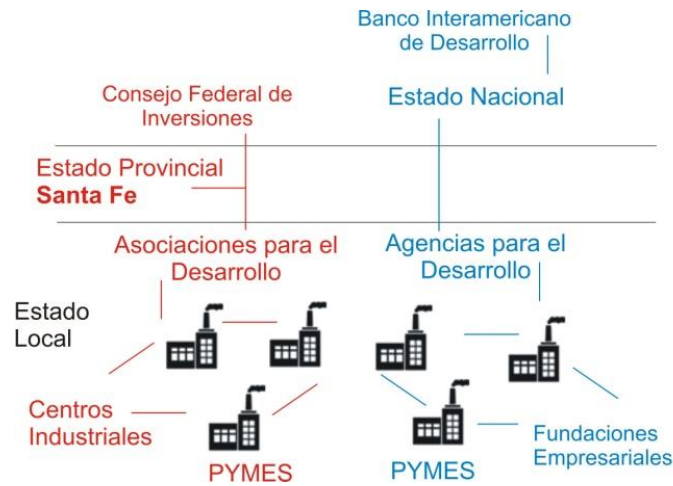 Banco Interamericano
de Desarrollo
Consejo Federal de
Inversiones
Estado Nacional
Estado Provincial
Santa Fe
Asociaciones para el
Desarrollo
Agencias para el
Desarrollo
Estado
Local
Centros
Industriales
PYMES
PYMES
Fundaciones
Empresariales